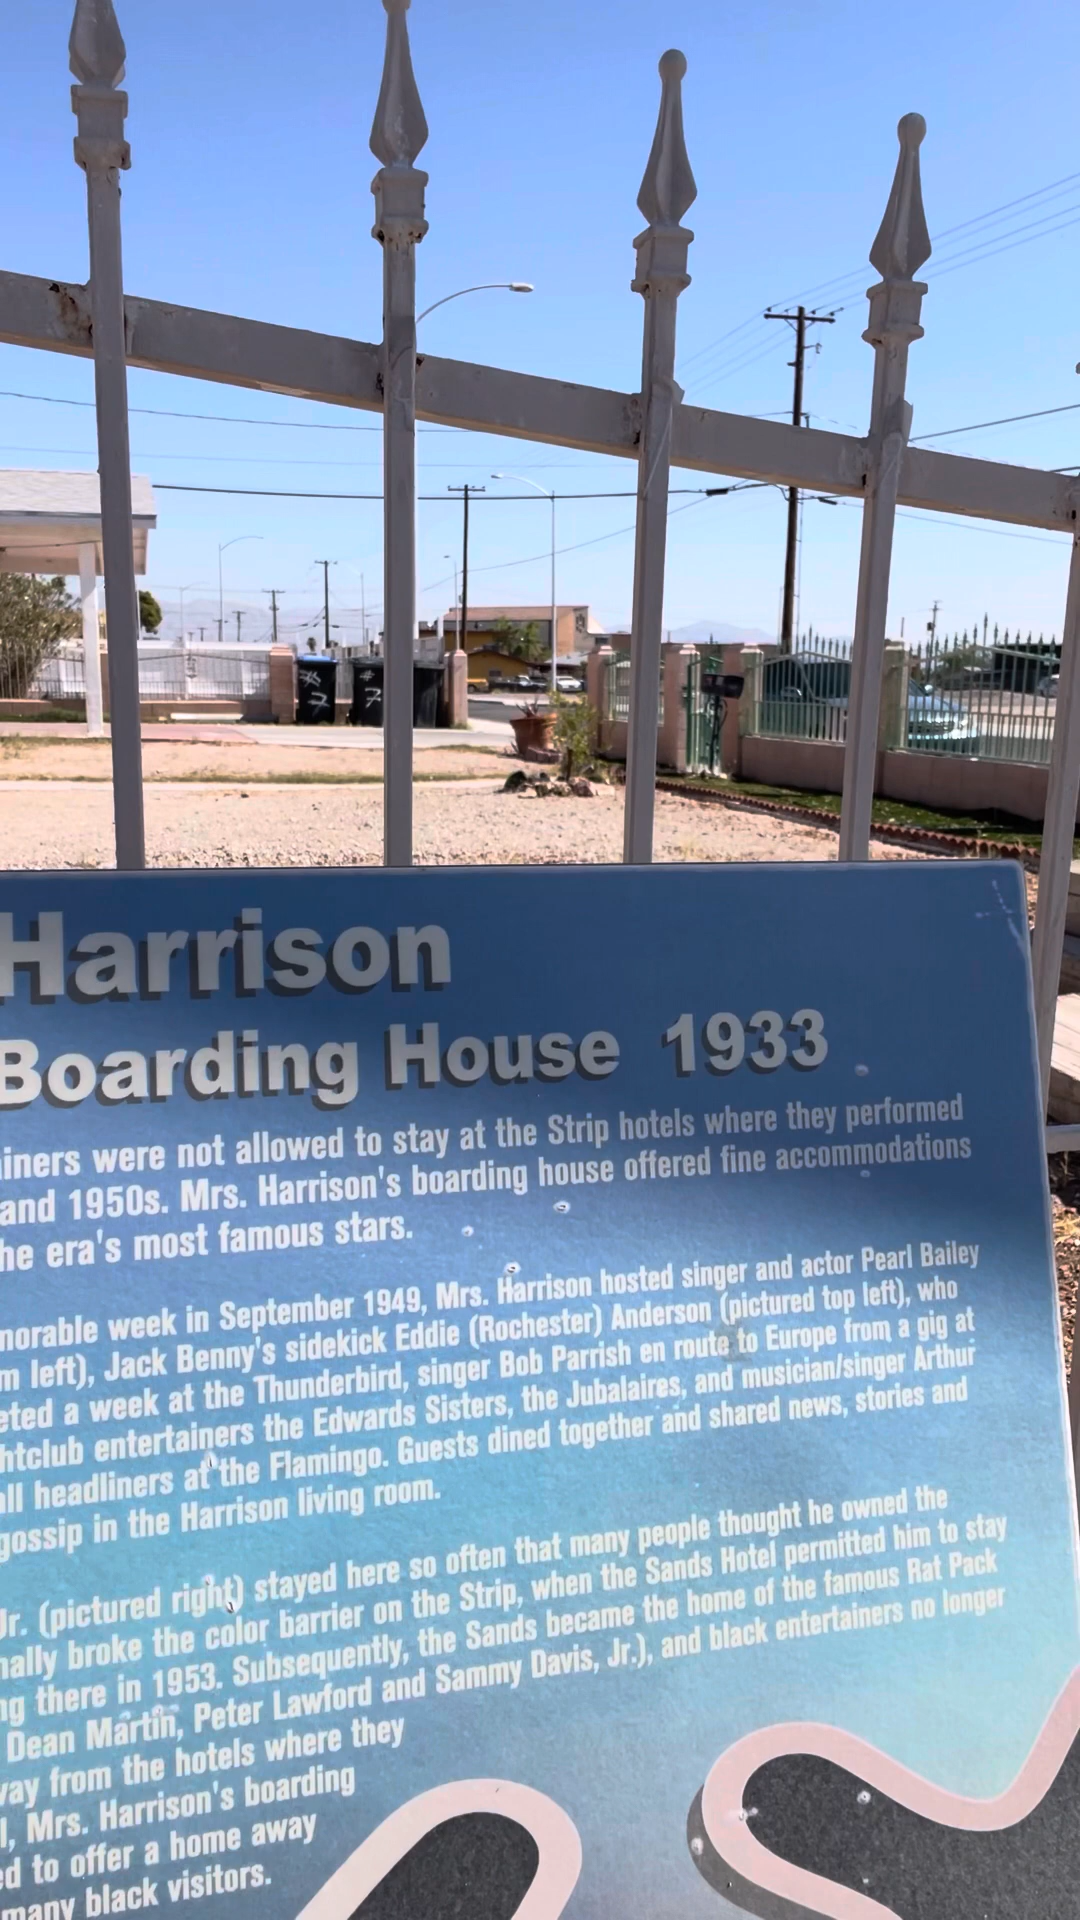 Harrison
Boarding House 1933
iners were not allowed to stay at the Strip hotels where they performed
and 1950s. Mrs. Harrison's boarding house offered fine accommodations
he era's most famous stars.
norable week in September 1949, Mrs. Harrison hosted singer and actor Pearl Bailey
m left), Jack Benny's sidekick Eddie (Rochester) Anderson (pictured top left), who
eted a week at the Thunderbird, singer Bob Parrish en route to Europe from a gig at
htclub entertainers the Edwards Sisters, the Jubalaires, and musician/singer Arthur
ll headliners at the Flamingo. Guests dined together and shared news, stories and
gossip in the Harrison living room.
Jr. (pictured right) stayed here so often that many people thought he owned the
nally broke the color barrier on the Strip, when the Sands Hotel permitted him to stay
ng there in 1953. Subsequently, the Sands became the home of the famous Rat Pack
Dean Martin, Peter Lawford and Sammy Davis, Jr.), and black entertainers no longer
way from the hotels where they
l, Mrs. Harrison's boarding
ed to offer a home away
many black visitors.